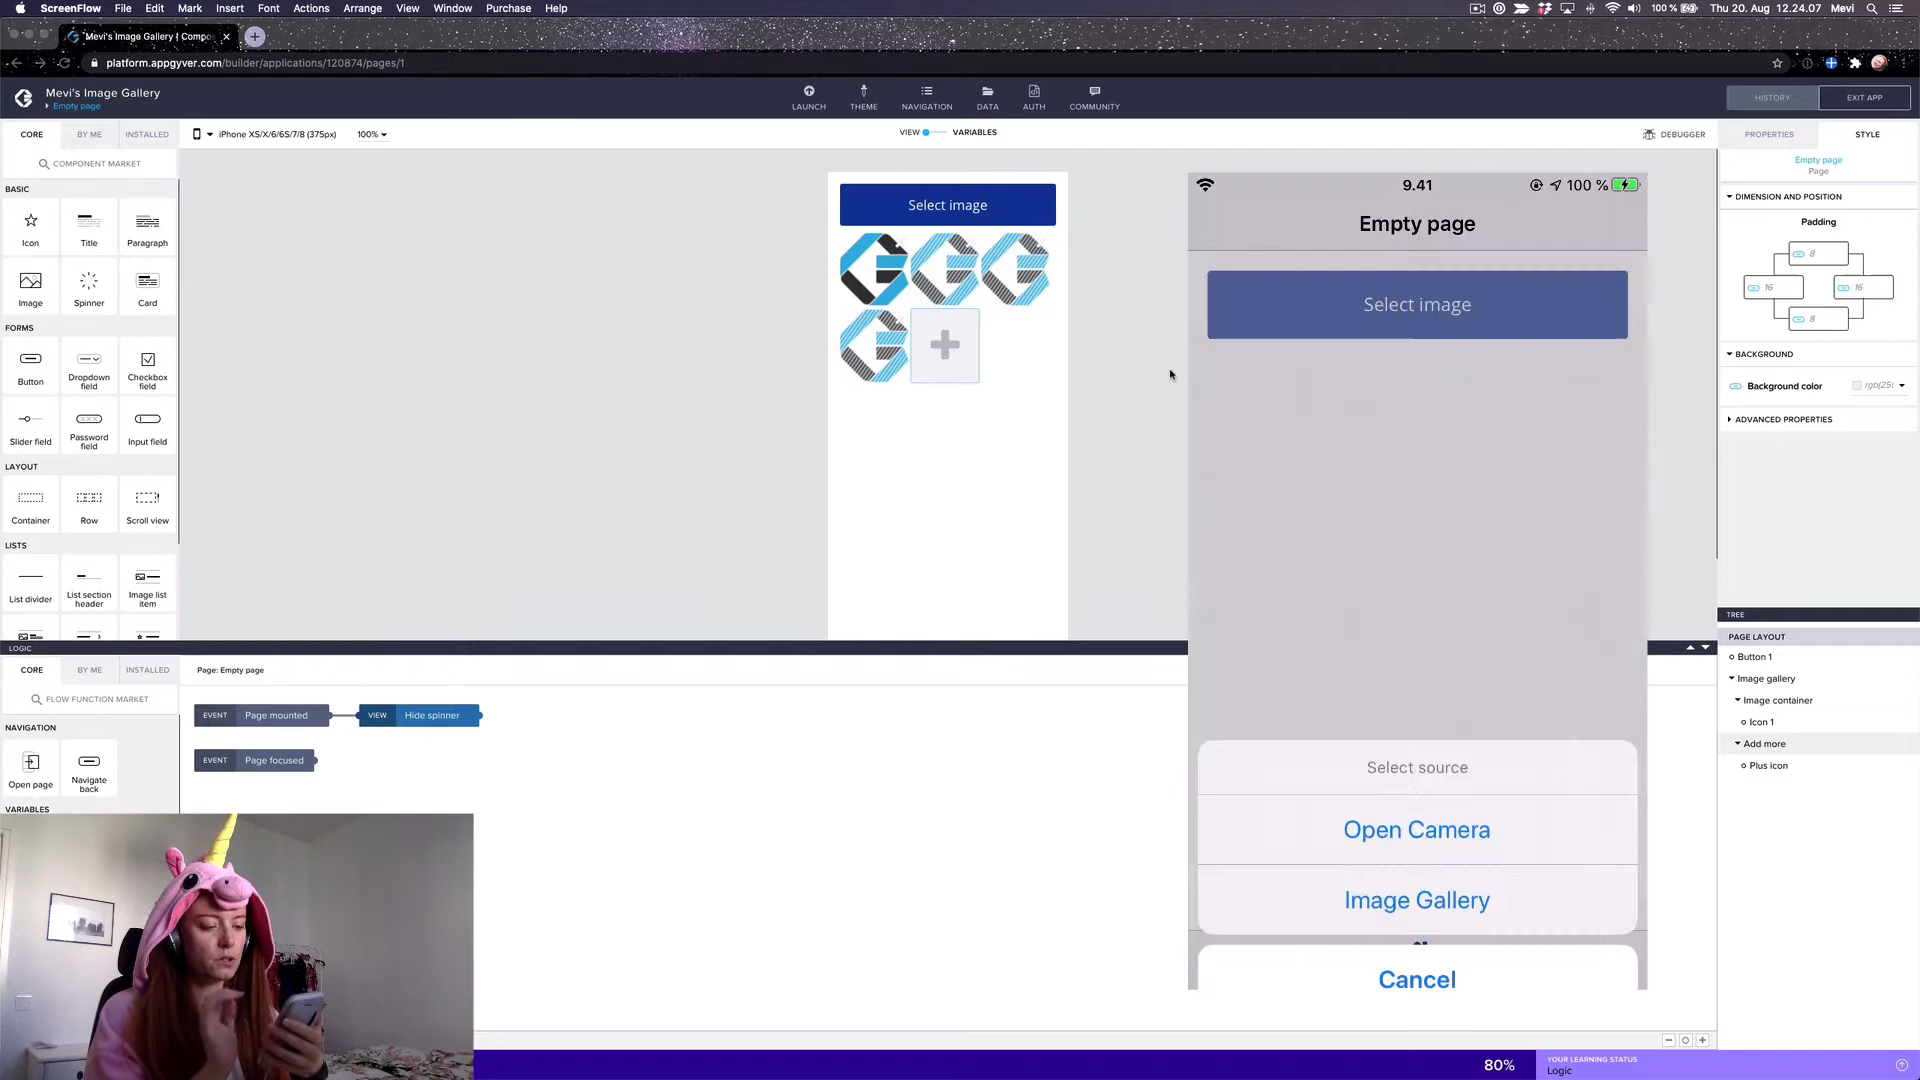 ScreenFlow File Edit Mark Insert Font Actions Arrange View Window Purchase Help
100 % Thu 20. Aug 12.24.07 Mevi
Mevi's Image Gallery | Compo
platform.appgyver.com/builder/applications/120874/pages/1
Mevi's Image Gallery
Empty page
LAUNCH THEME NAVIGATION DATA AUTH COMMUNITY
HISTORY EXIT APP
CORE BY ME INSTALLED
iPhone XS/X/6/6S/7/8 (375px) 100%
VIEW VARIABLES
DEBUGGER
PROPERTIES STYLE
COMPONENT MARKET
BASIC
Icon Title Paragraph
Image Spinner Card
FORMS
Button Dropdown field Checkbox field
Slider field Password field Input field
LAYOUT
Container Row Scroll view
LISTS
List divider List section header Image list item
Select image
9.41 100 %
Empty page
Select image
Select source
Open Camera
Image Gallery
Cancel
Empty page
Page
DIMENSION AND POSITION
Padding
8
16 16
8
BACKGROUND
Background color rgb(25
ADVANCED PROPERTIES
TREE
PAGE LAYOUT
Button 1
Image gallery
Image container
Icon 1
Add more
Plus icon
LOGIC
CORE BY ME INSTALLED
Page: Empty page
FLOW FUNCTION MARKET
NAVIGATION
Open page Navigate back
VARIABLES
EVENT Page mounted VIEW Hide spinner
EVENT Page focused
80%
YOUR LEARNING STATUS
Logic